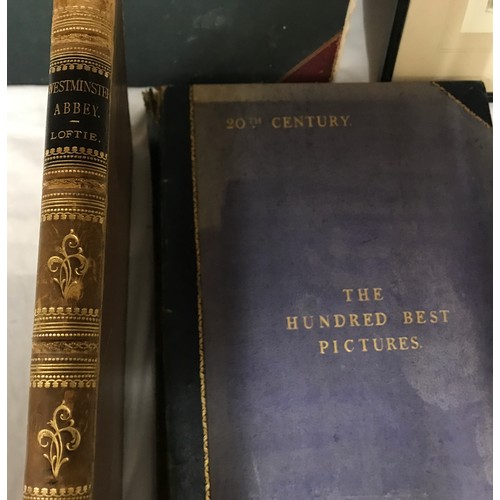 WESTMINSTER
ABBEY.
LOFTIE.
20TH CENTURY.
THE
HUNDRED BEST
PICTURES.